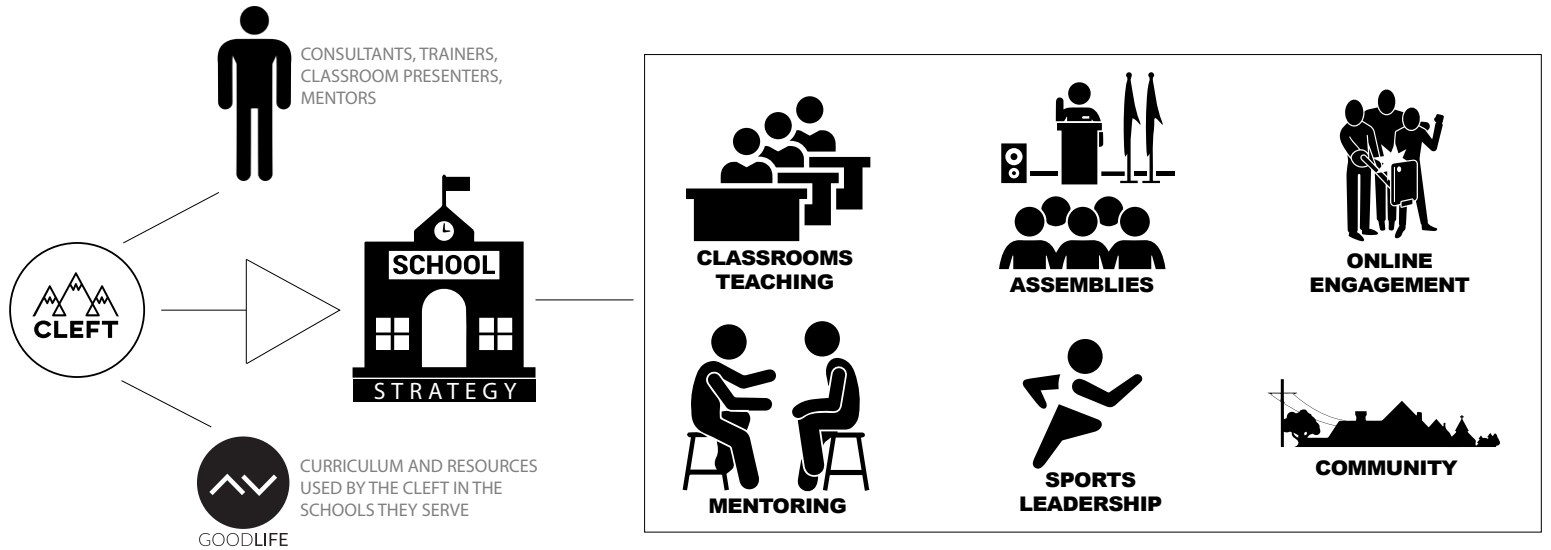 CONSULTANTS, TRAINERS,
CLASSROOM PRESENTERS,
MENTORS
CLEFT
SCHOOL
STRATEGY
GOODLIFE
CURRICULUM AND RESOURCES
USED BY THE CLEFT IN THE
SCHOOLS THEY SERVE
CLASSROOMS
TEACHING
ASSEMBLIES
ONLINE
ENGAGEMENT
MENTORING
SPORTS
LEADERSHIP
COMMUNITY